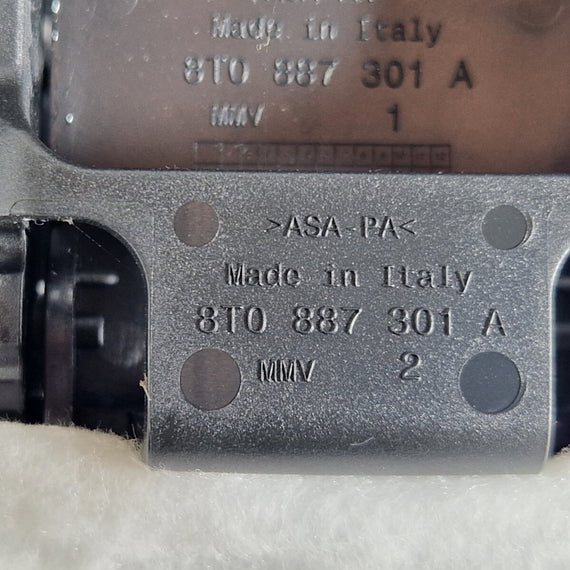 Made in Italy
8T0 887 301 A
MMV 1
>ASA-PA<
Made in Italy
8T0 887 301 A
MMV 2